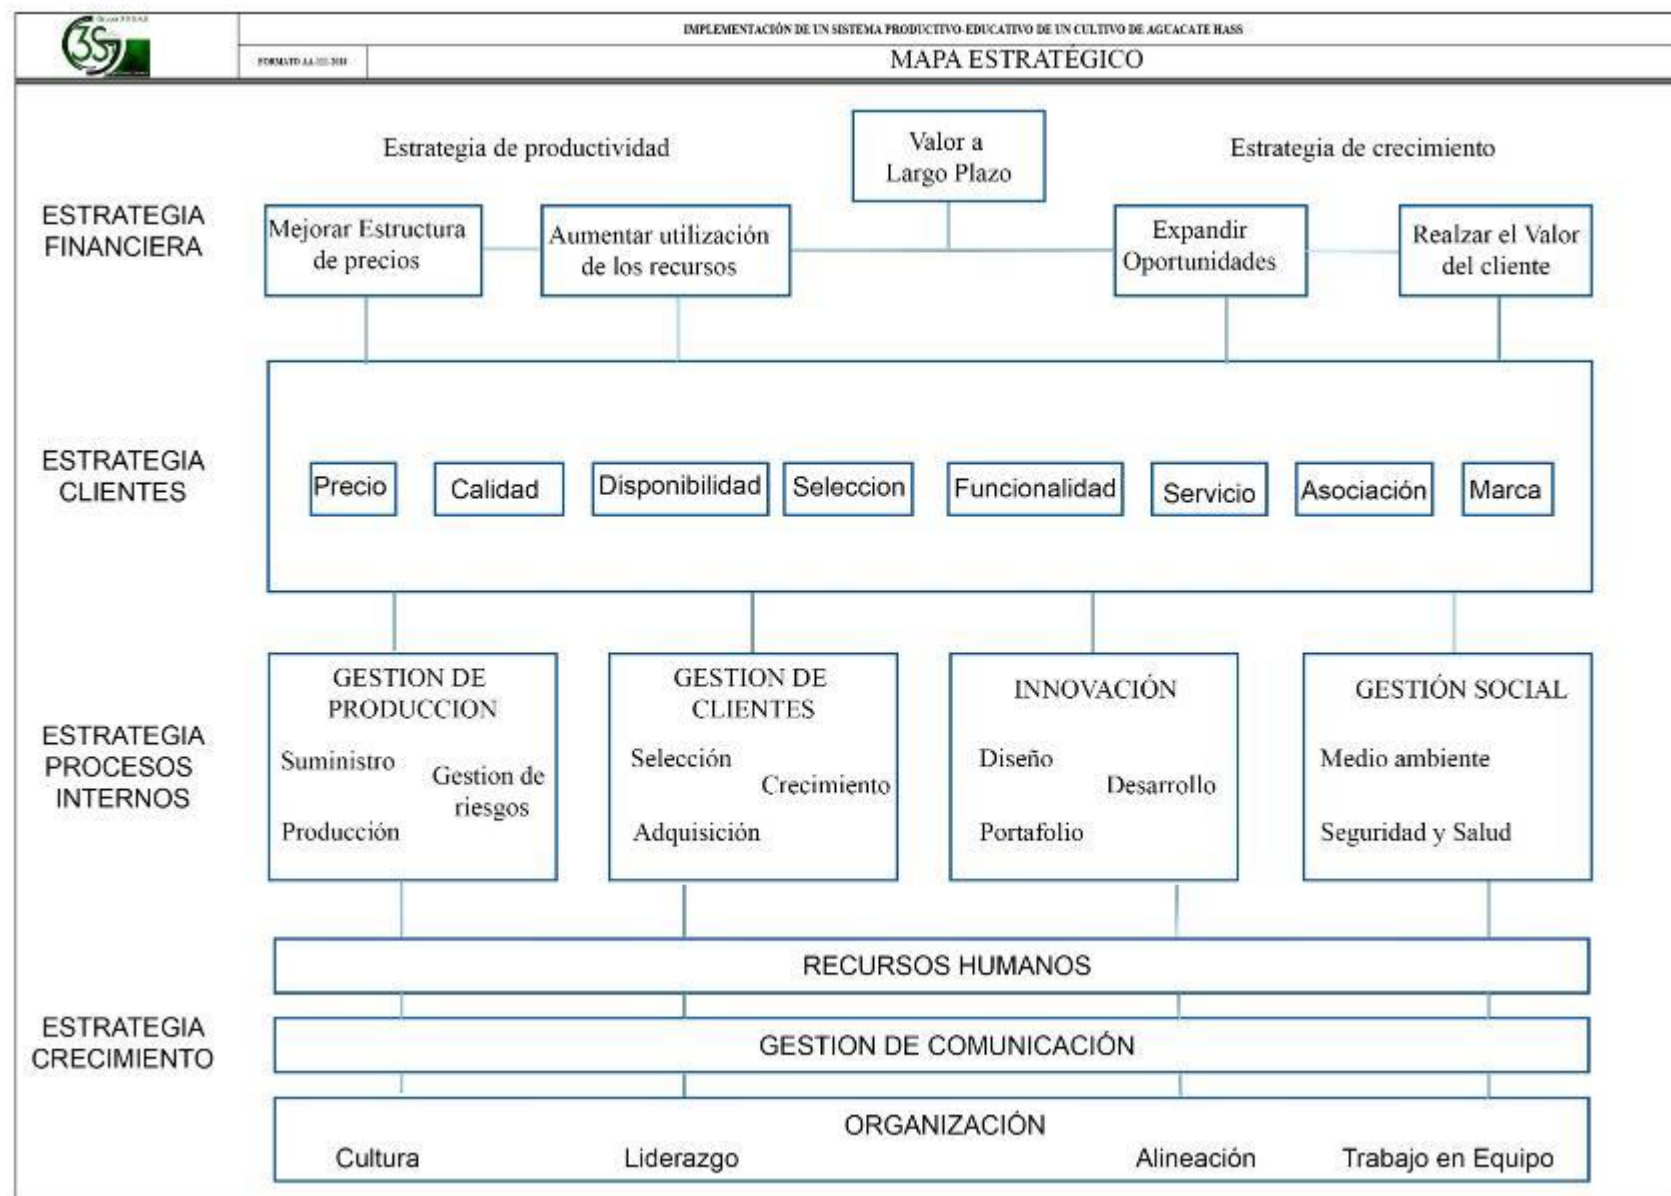 3S
IMPLEMENTACIÓN DE UN SISTEMA PRODUCTIVO-EDUCATIVO DE UN CULTIVO DE AGUACATE HASS
MAPA ESTRATÉGICO
Estrategia de productividad
Valor a
Largo Plazo
Estrategia de crecimiento
ESTRATEGIA
FINANCIERA
Mejorar Estructura
de precios
Aumentar utilización
de los recursos
Expandir
Oportunidades
Realzar el Valor
del cliente
ESTRATEGIA
CLIENTES
Precio
Calidad
Disponibilidad
Seleccion
Funcionalidad
Servicio
Asociación
Marca
ESTRATEGIA
PROCESOS
INTERNOS
GESTION DE
PRODUCCION
Suministro
Gestion de
riesgos
Producción
GESTION DE
CLIENTES
Selección
Crecimiento
Adquisición
INNOVACIÓN
Diseño
Desarrollo
Portafolio
GESTIÓN SOCIAL
Medio ambiente
Seguridad y Salud
ESTRATEGIA
CRECIMIENTO
RECURSOS HUMANOS
GESTION DE COMUNICACIÓN
ORGANIZACIÓN
Cultura
Liderazgo
Alineación
Trabajo en Equipo